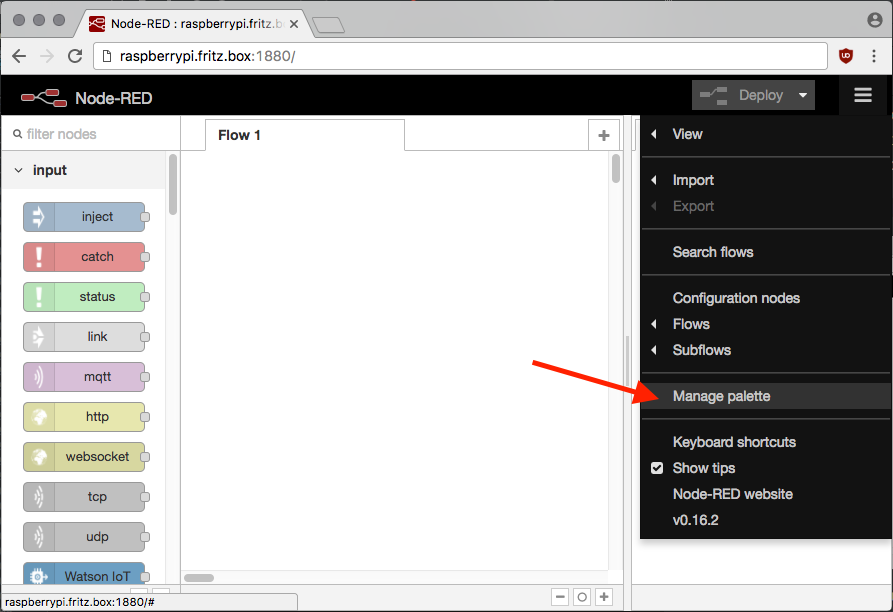 Node-RED : raspberrypi.fritz.b
raspberrypi.fritz.box:1880/
Node-RED
Deploy
filter nodes
Flow 1
input
inject
catch
status
link
mqtt
http
websocket
tcp
udp
Watson IoT
View
Import
Export
Search flows
Configuration nodes
Flows
Subflows
Manage palette
Keyboard shortcuts
Show tips
Node-RED website
v0.16.2
raspberrypi.fritz.box:1880/#